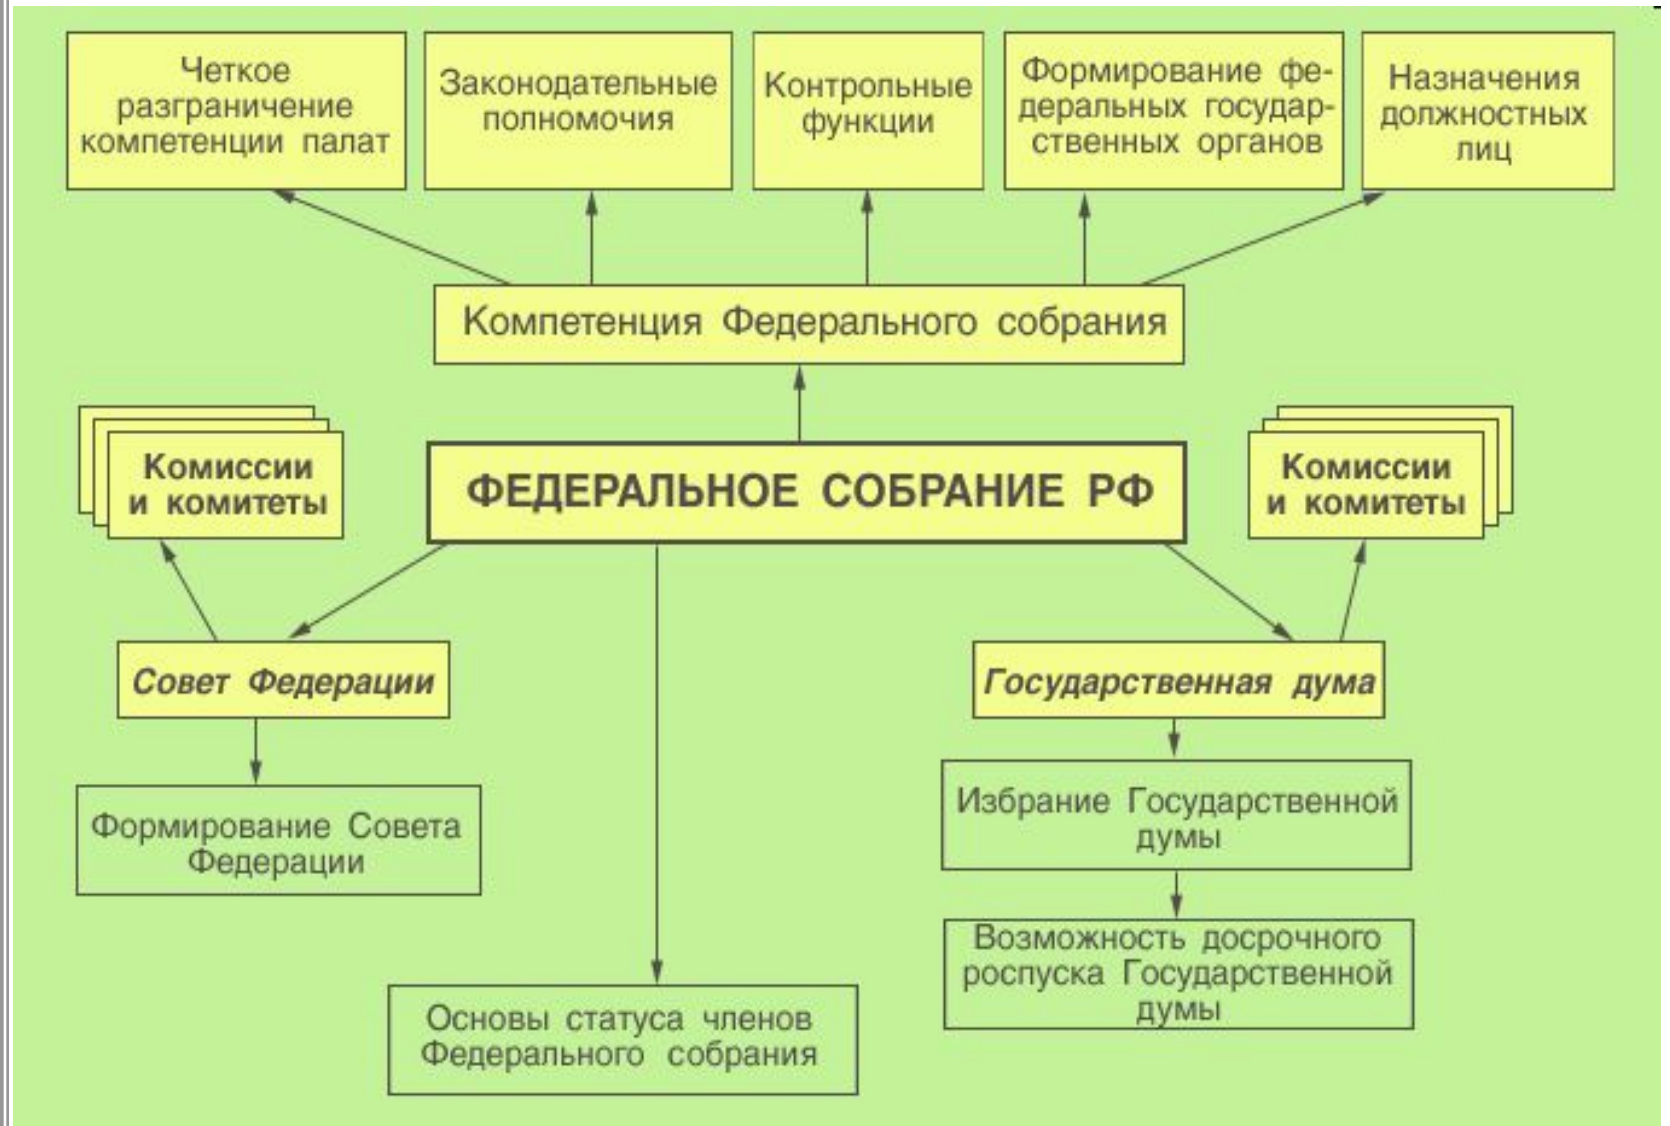 Четкое
разграничение
компетенции палат
Законодательные
полномочия
Контрольные
функции
Формирование фе-
деральных государ-
ственных органов
Назначения
должностных
лиц
Компетенция Федерального собрания
Комиссии
и комитеты
ФЕДЕРАЛЬНОЕ СОБРАНИЕ РФ
Комиссии
и комитеты
Совет Федерации
Государственная дума
Формирование Совета
Федерации
Избрание Государственной
думы
Возможность досрочного
роспуска Государственной
думы
Основы статуса членов
Федерального собрания